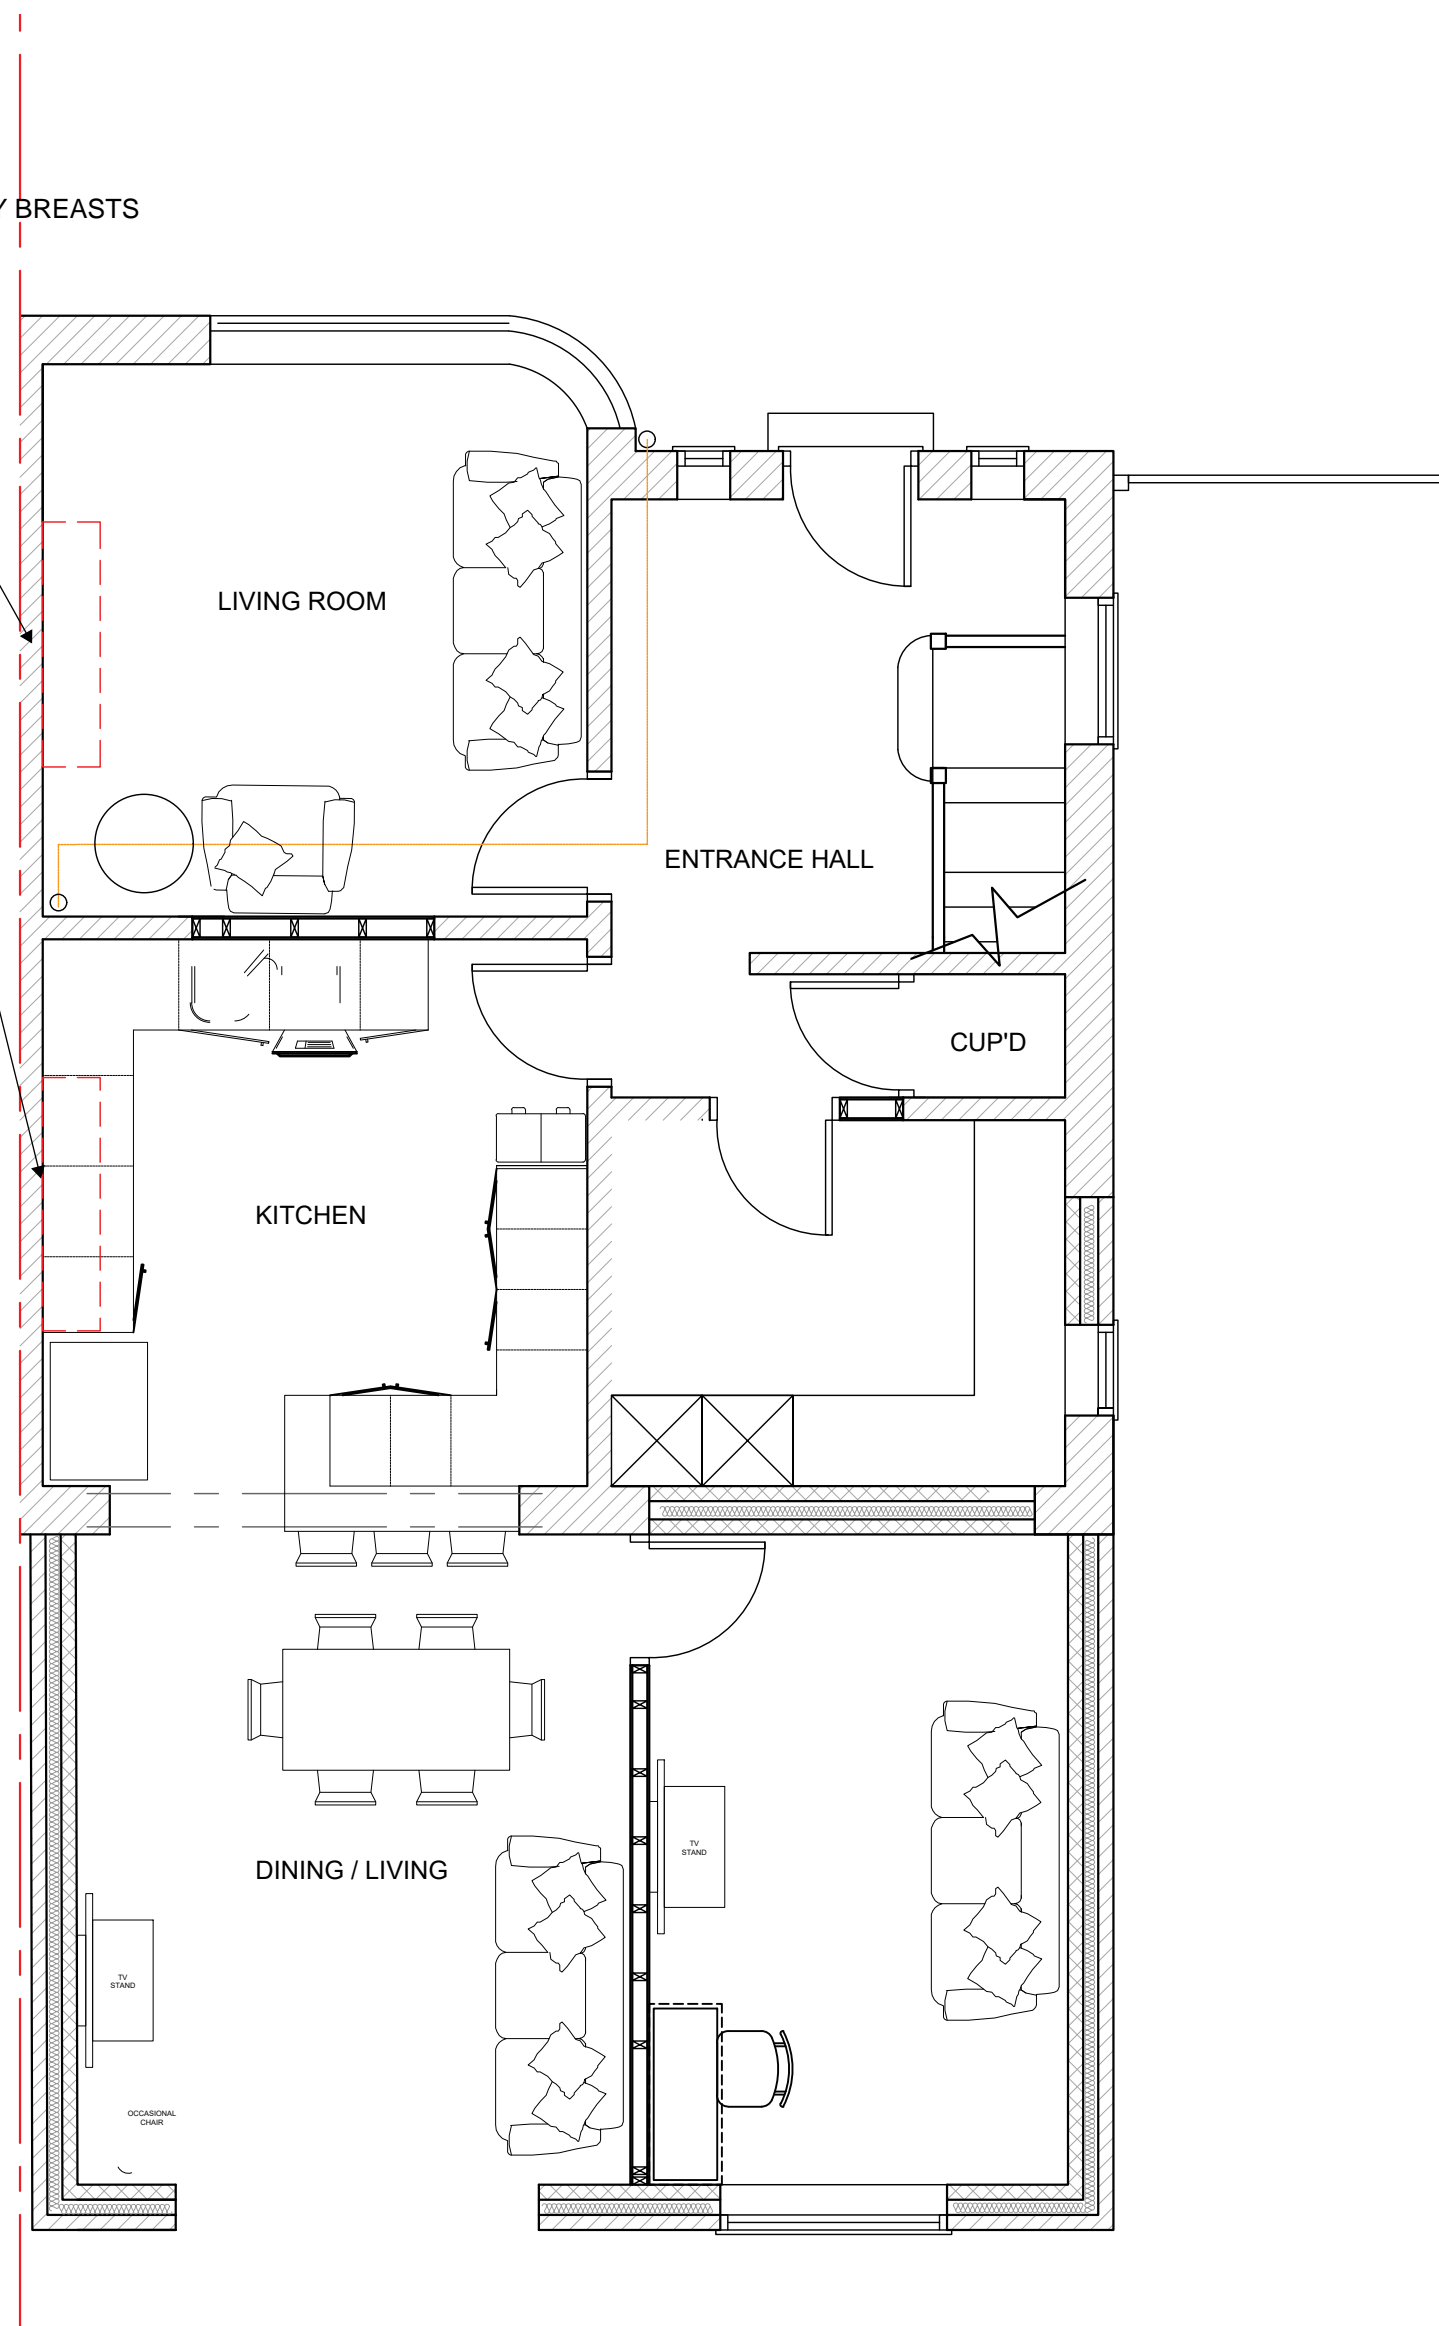 BREASTS
LIVING ROOM
ENTRANCE HALL
CUP'D
KITCHEN
DINING / LIVING
TV
STAND
TV
STAND
OCCASIONAL
CHAIR